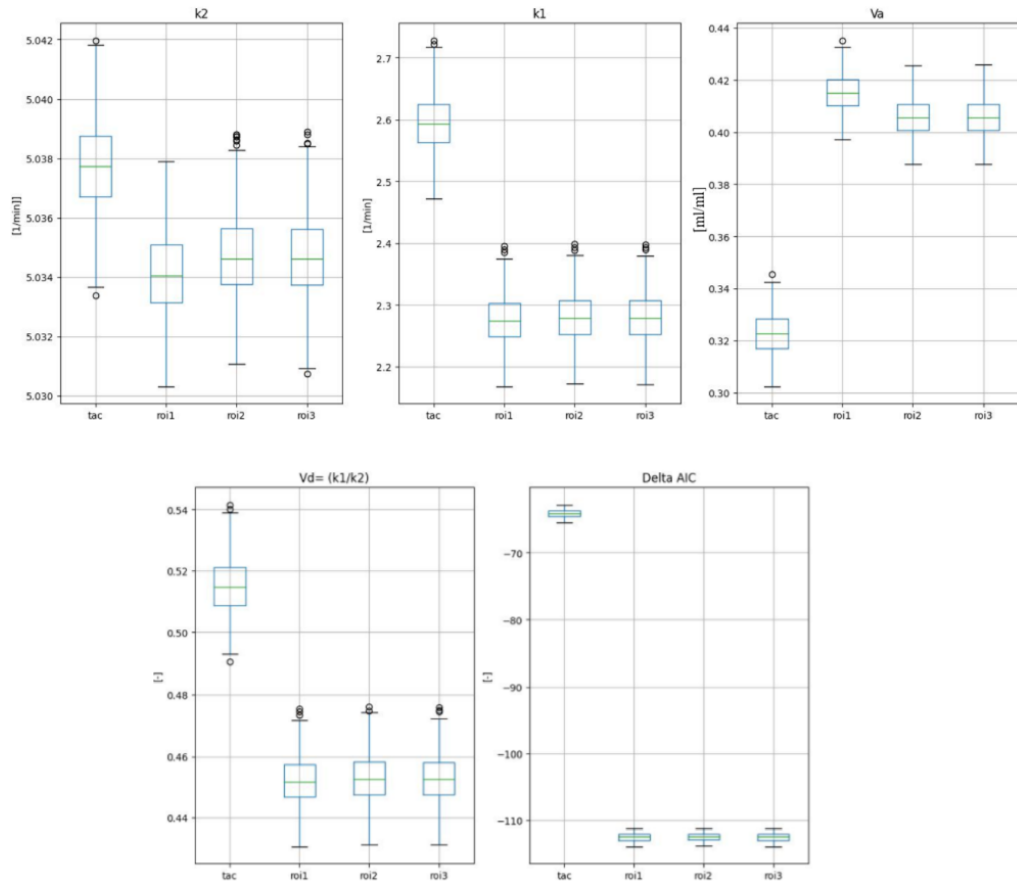 k2
5.042
5.040
5.038
5.036
5.034
5.032
5.030
[1/min]]
tac roi1 roi2 roi3
k1
2.7
2.6
2.5
2.4
2.3
2.2
[1/min]
tac roi1 roi2 roi3
Va
0.44
0.42
0.40
0.38
0.36
0.34
0.32
0.30
[ml/ml]
tac roi1 roi2 roi3
Vd= (k1/k2)
0.54
0.52
0.50
0.48
0.46
0.44
[-]
tac roi1 roi2 roi3
Delta AIC
−70
−80
−90
−100
−110
[-]
tac roi1 roi2 roi3